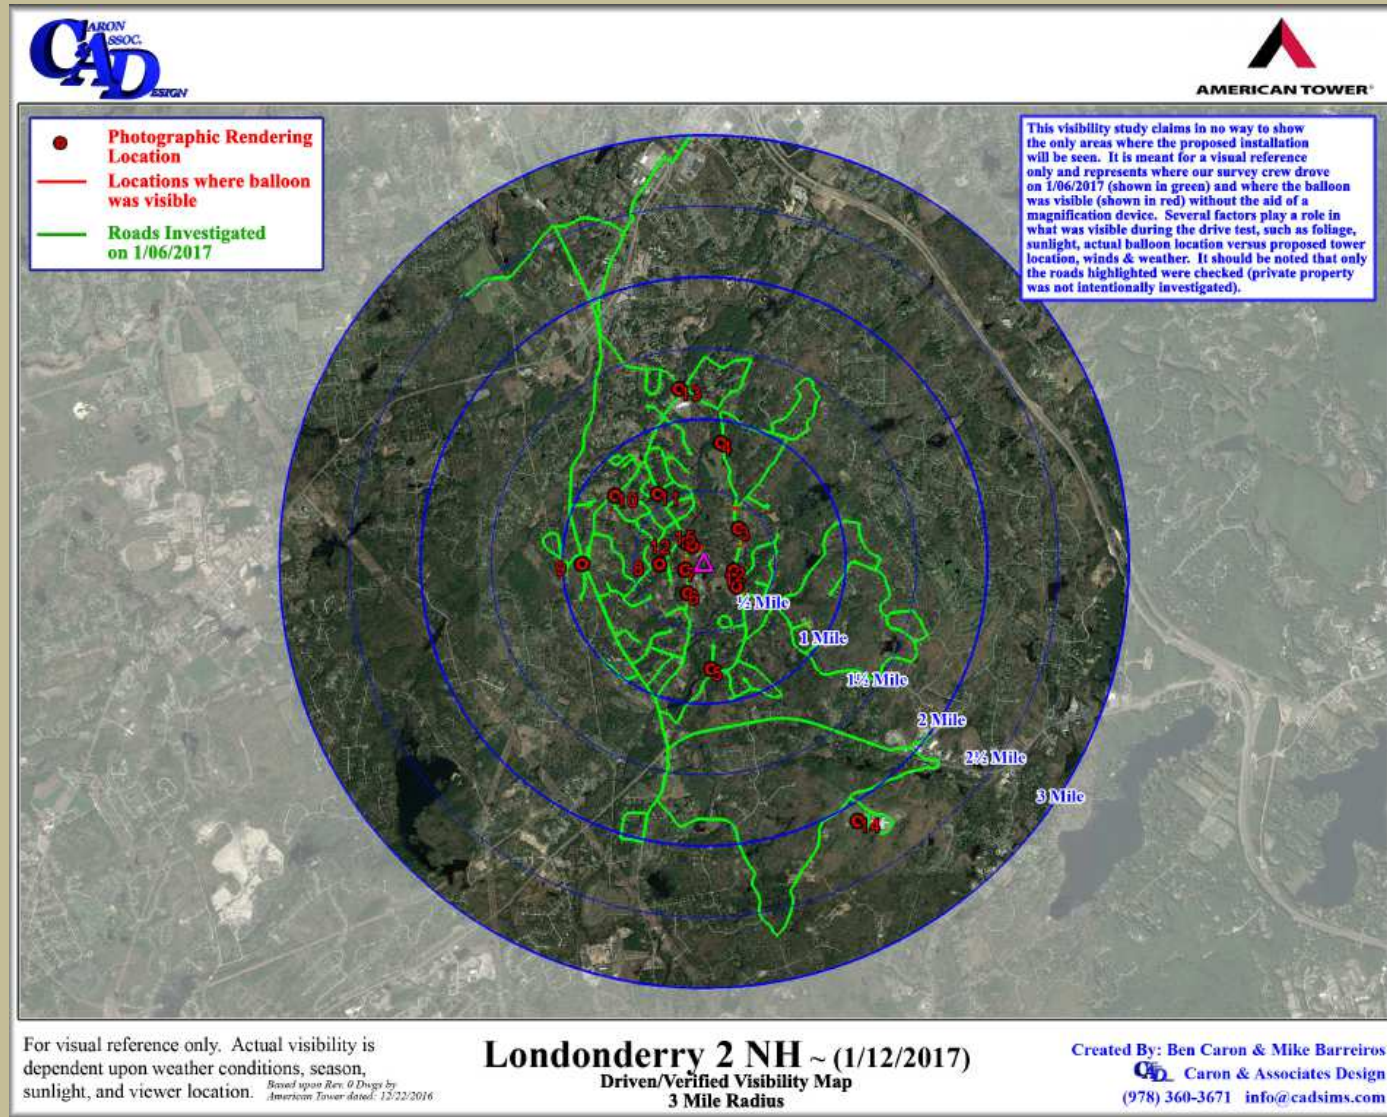 CARON
ASSOC.
& DESIGN
AMERICAN TOWER®
Photographic Rendering
Location
Locations where balloon
was visible
Roads Investigated
on 1/06/2017
This visibility study claims in no way to show
the only areas where the proposed installation
will be seen. It is meant for a visual reference
only and represents where our survey crew drove
on 1/06/2017 (shown in green) and where the balloon
was visible (shown in red) without the aid of a
magnification device. Several factors play a role in
what was visible during the drive test, such as foliage,
sunlight, actual balloon location versus proposed tower
location, winds & weather. It should be noted that only
the roads highlighted were checked (private property
was not intentionally investigated).
13
4
10
11
3
15
12
9
8
6
½ Mile
1 Mile
5
1½ Mile
2 Mile
2½ Mile
3 Mile
14
For visual reference only. Actual visibility is
dependent upon weather conditions, season,
sunlight, and viewer location.
Based upon Rev. 0 Dwgs by
American Tower dated: 12/22/2016
Londonderry 2 NH ~ (1/12/2017)
Driven/Verified Visibility Map
3 Mile Radius
Created By: Ben Caron & Mike Barreiros
CAD Caron & Associates Design
(978) 360-3671 info@cadsims.com